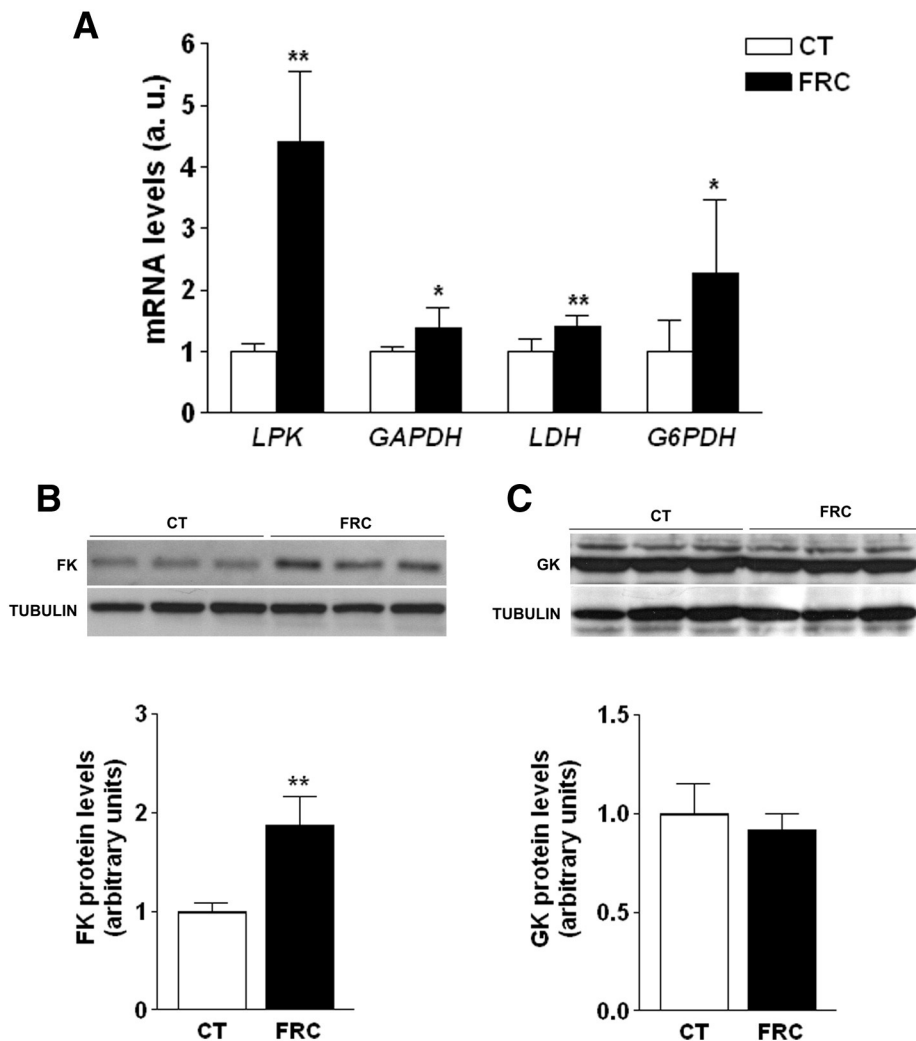 A
mRNA levels (a. u.)
6
5
4
3
2
1
0
**
*
**
*
CT
FRC
LPK GAPDH LDH G6PDH
B
CT FRC
FK
TUBULIN
FK protein levels
(arbitrary units)
3
2
1
0
**
CT FRC
C
CT FRC
GK
TUBULIN
GK protein levels
(arbitrary units)
1.5
1.0
0.5
0.0
CT FRC